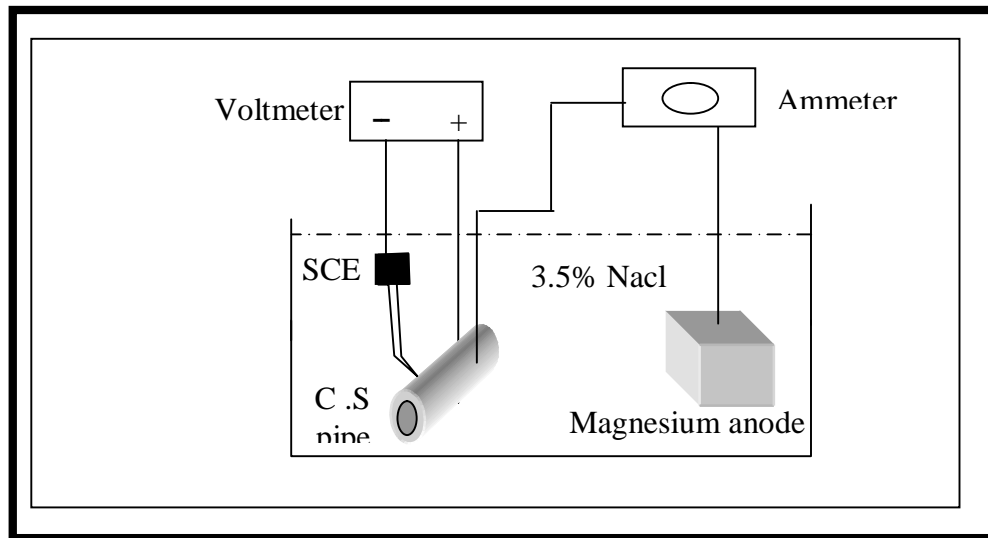 Voltmeter
− +
Ammeter
SCE
3.5% Nacl
C .S
pipe
Magnesium anode